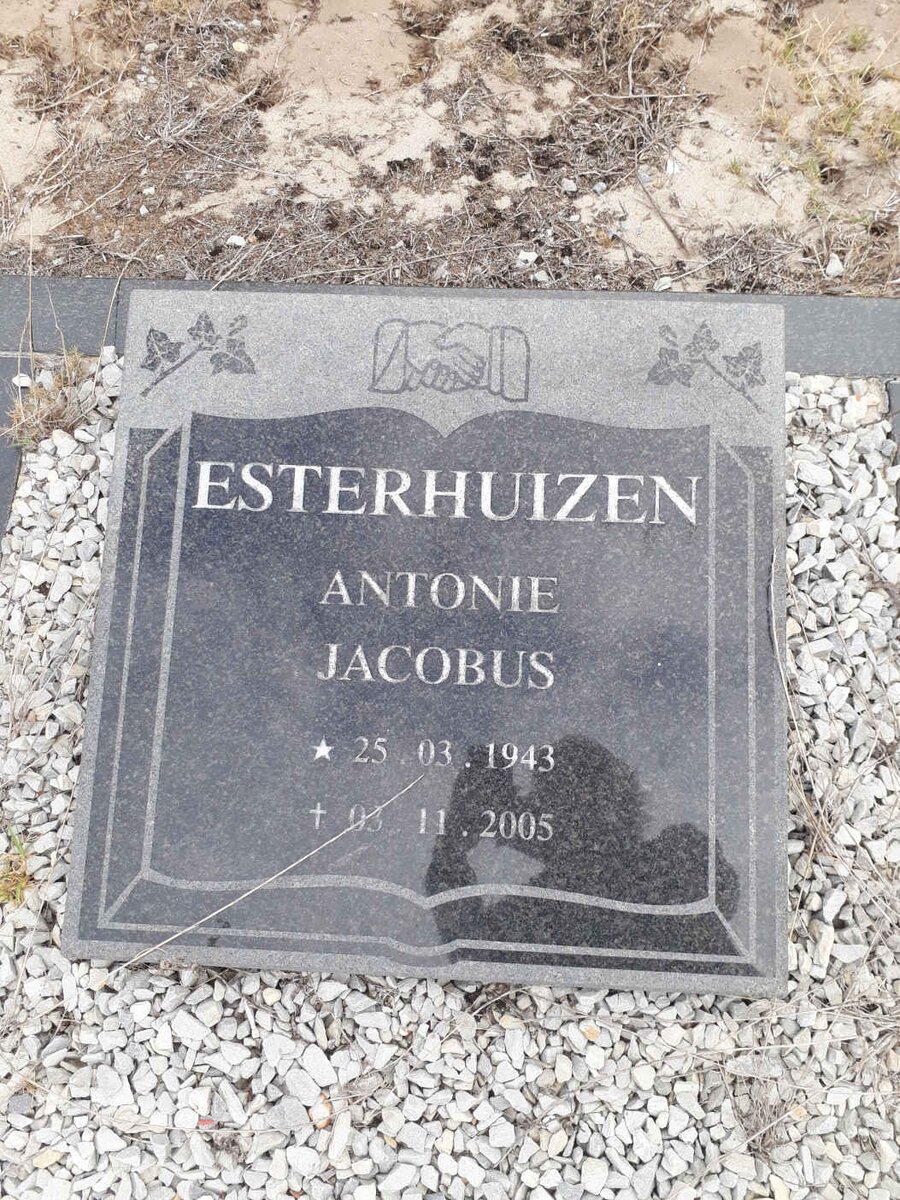 ESTERHUIZEN
ANTONIE
JACOBUS
★ 25 . 03 . 1943
✝ 03 11 . 2005